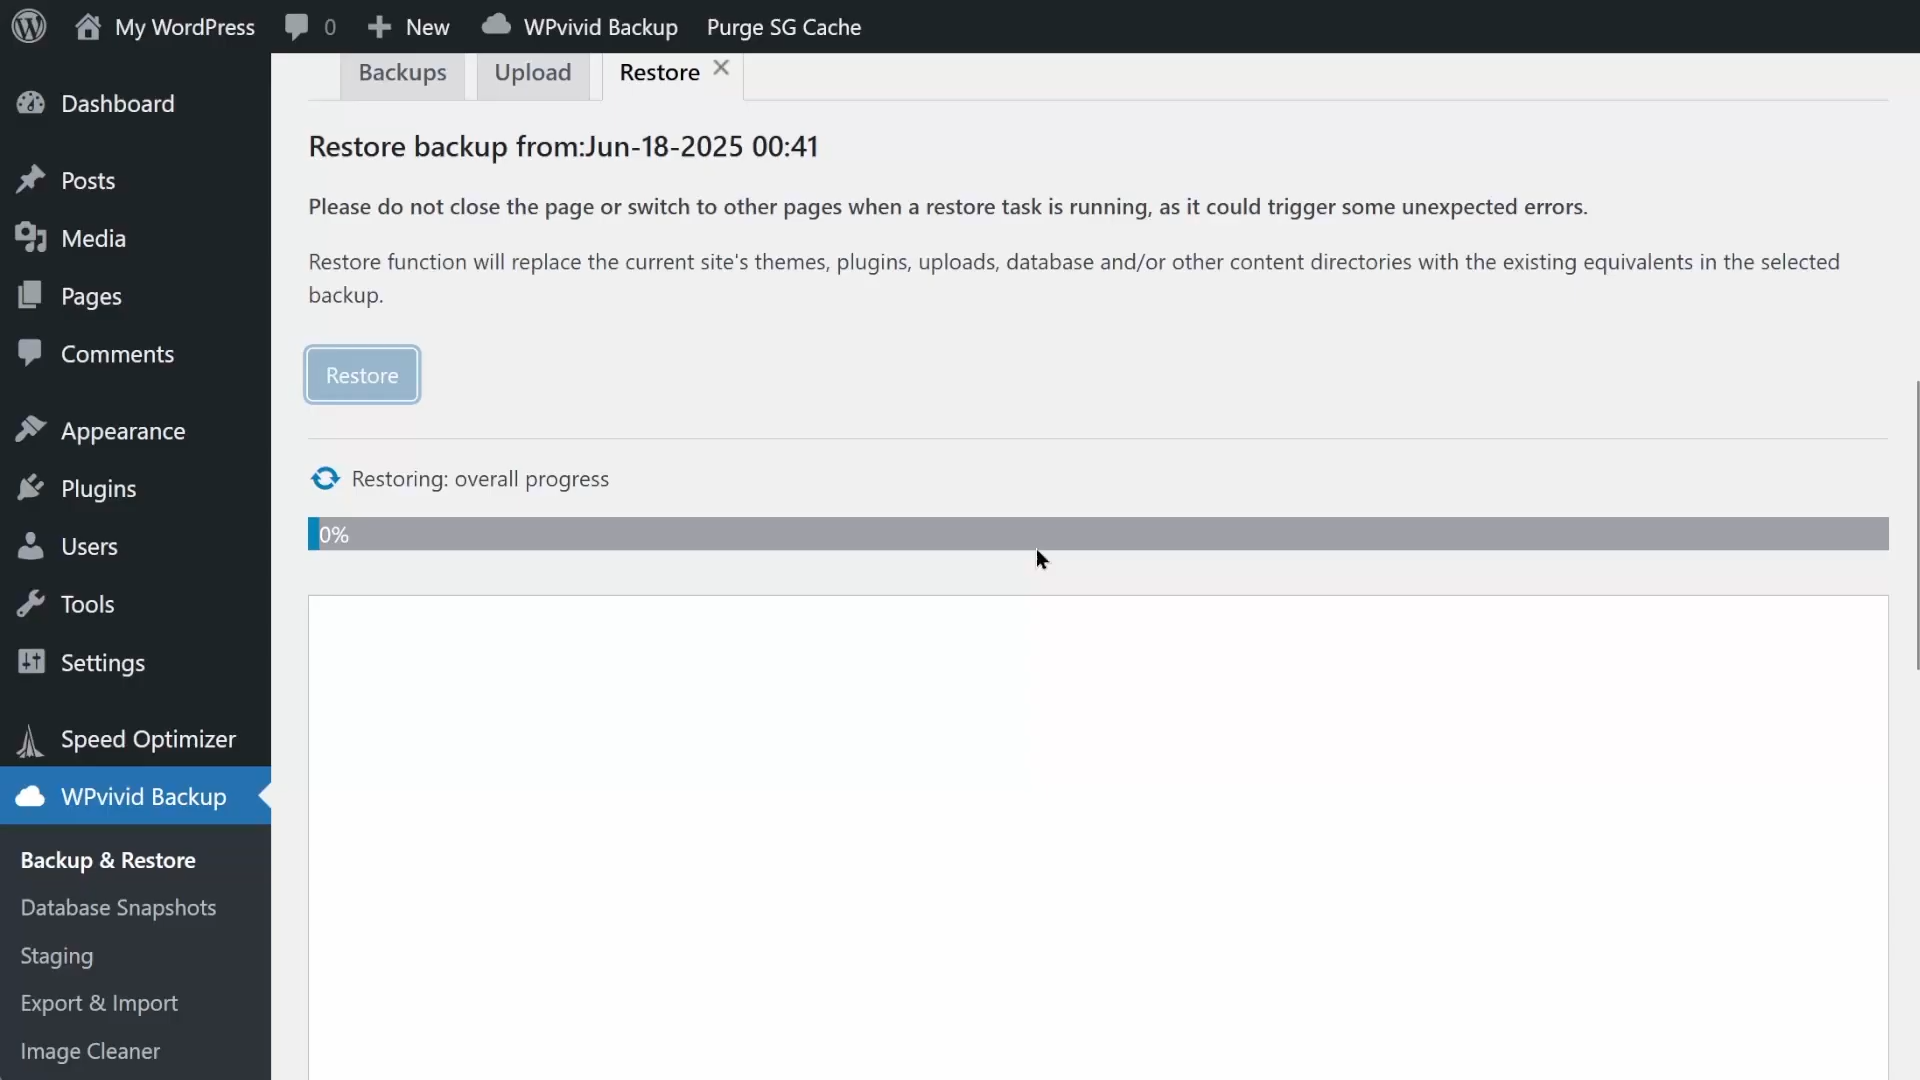 My WordPress 0 New WPvivid Backup Purge SG Cache
Dashboard
Posts
Media
Pages
Comments
Appearance
Plugins
Users
Tools
Settings
Speed Optimizer
WPvivid Backup
Backup & Restore
Database Snapshots
Staging
Export & Import
Image Cleaner
Backups Upload Restore
Restore backup from:Jun-18-2025 00:41
Please do not close the page or switch to other pages when a restore task is running, as it could trigger some unexpected errors.
Restore function will replace the current site's themes, plugins, uploads, database and/or other content directories with the existing equivalents in the selected
backup.
Restore
Restoring: overall progress
0%